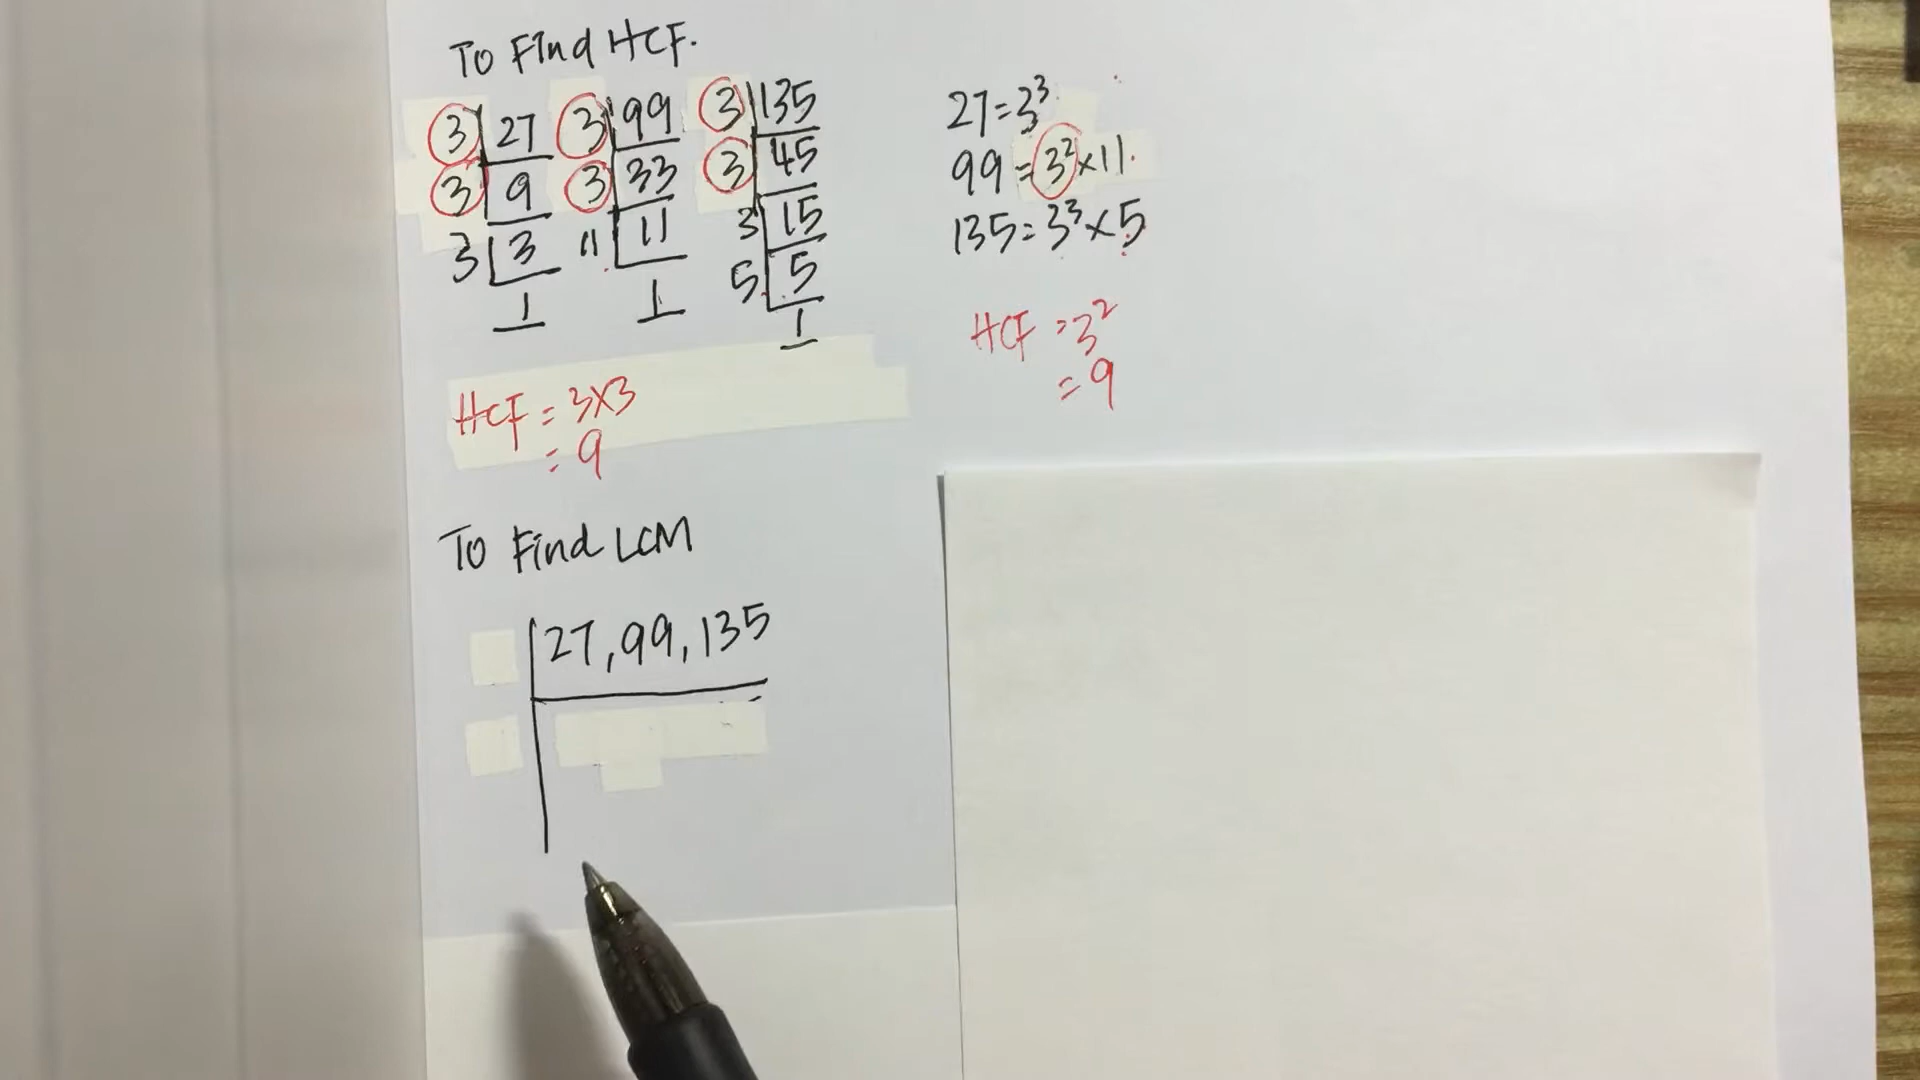 To Find HCF.
3 | 27
3 | 9
3 | 3
1
3 | 99
3 | 33
11 | 11
1
3 | 135
3 | 45
3 | 15
5 | 5
1
HCF = 3×3
= 9
27=3³
99=3²×11
135=3³×5
HCF = 3²
= 9
To Find LCM
27, 99, 135